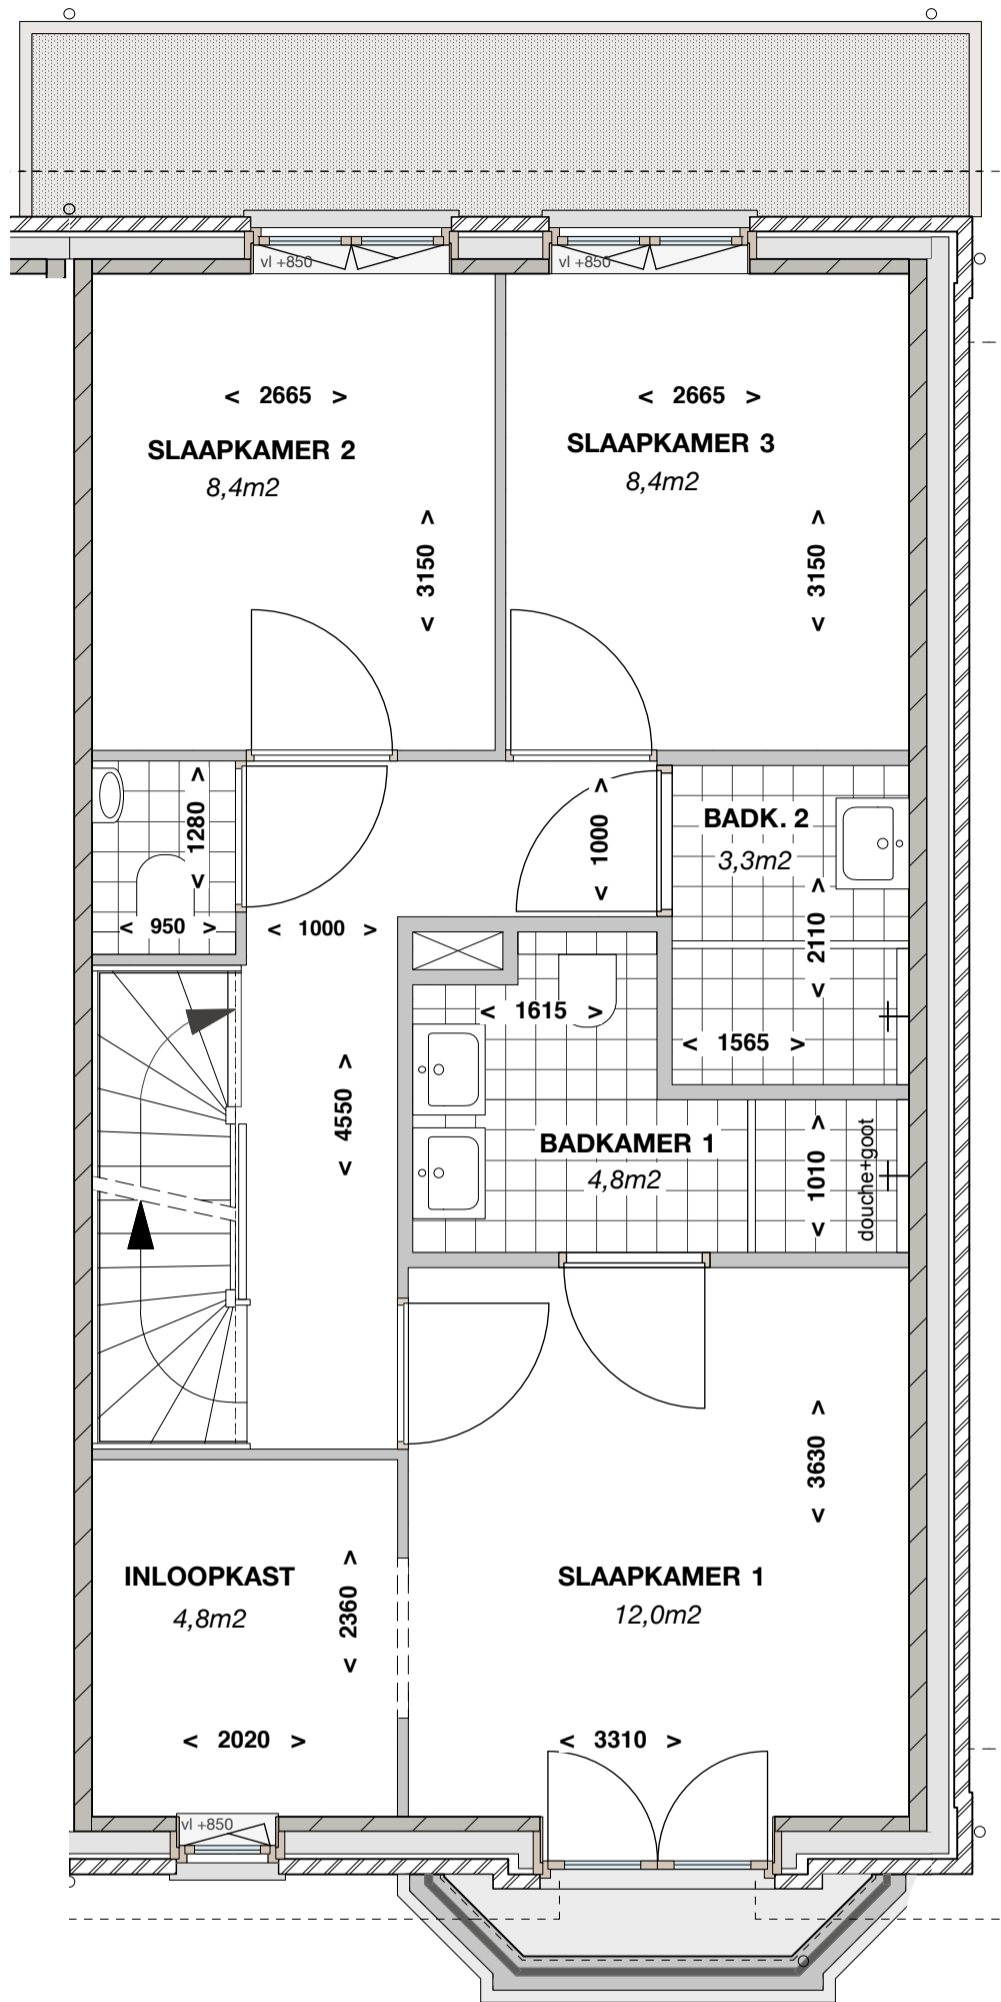 vl +850
vl +850
< 2665 >
< 2665 >
SLAAPKAMER 2
8,4m2
SLAAPKAMER 3
8,4m2
< 3150 >
< 3150 >
< 1280 >
< 950 >
< 1000 >
< 1000 >
BADK. 2
3,3m2
< 2110 >
< 1565 >
< 1615 >
< 4550 >
BADKAMER 1
4,8m2
< 1010 >
douche+goot
< 3630 >
INLOOPKAST
4,8m2
< 2360 >
SLAAPKAMER 1
12,0m2
< 2020 >
< 3310 >
vl +850